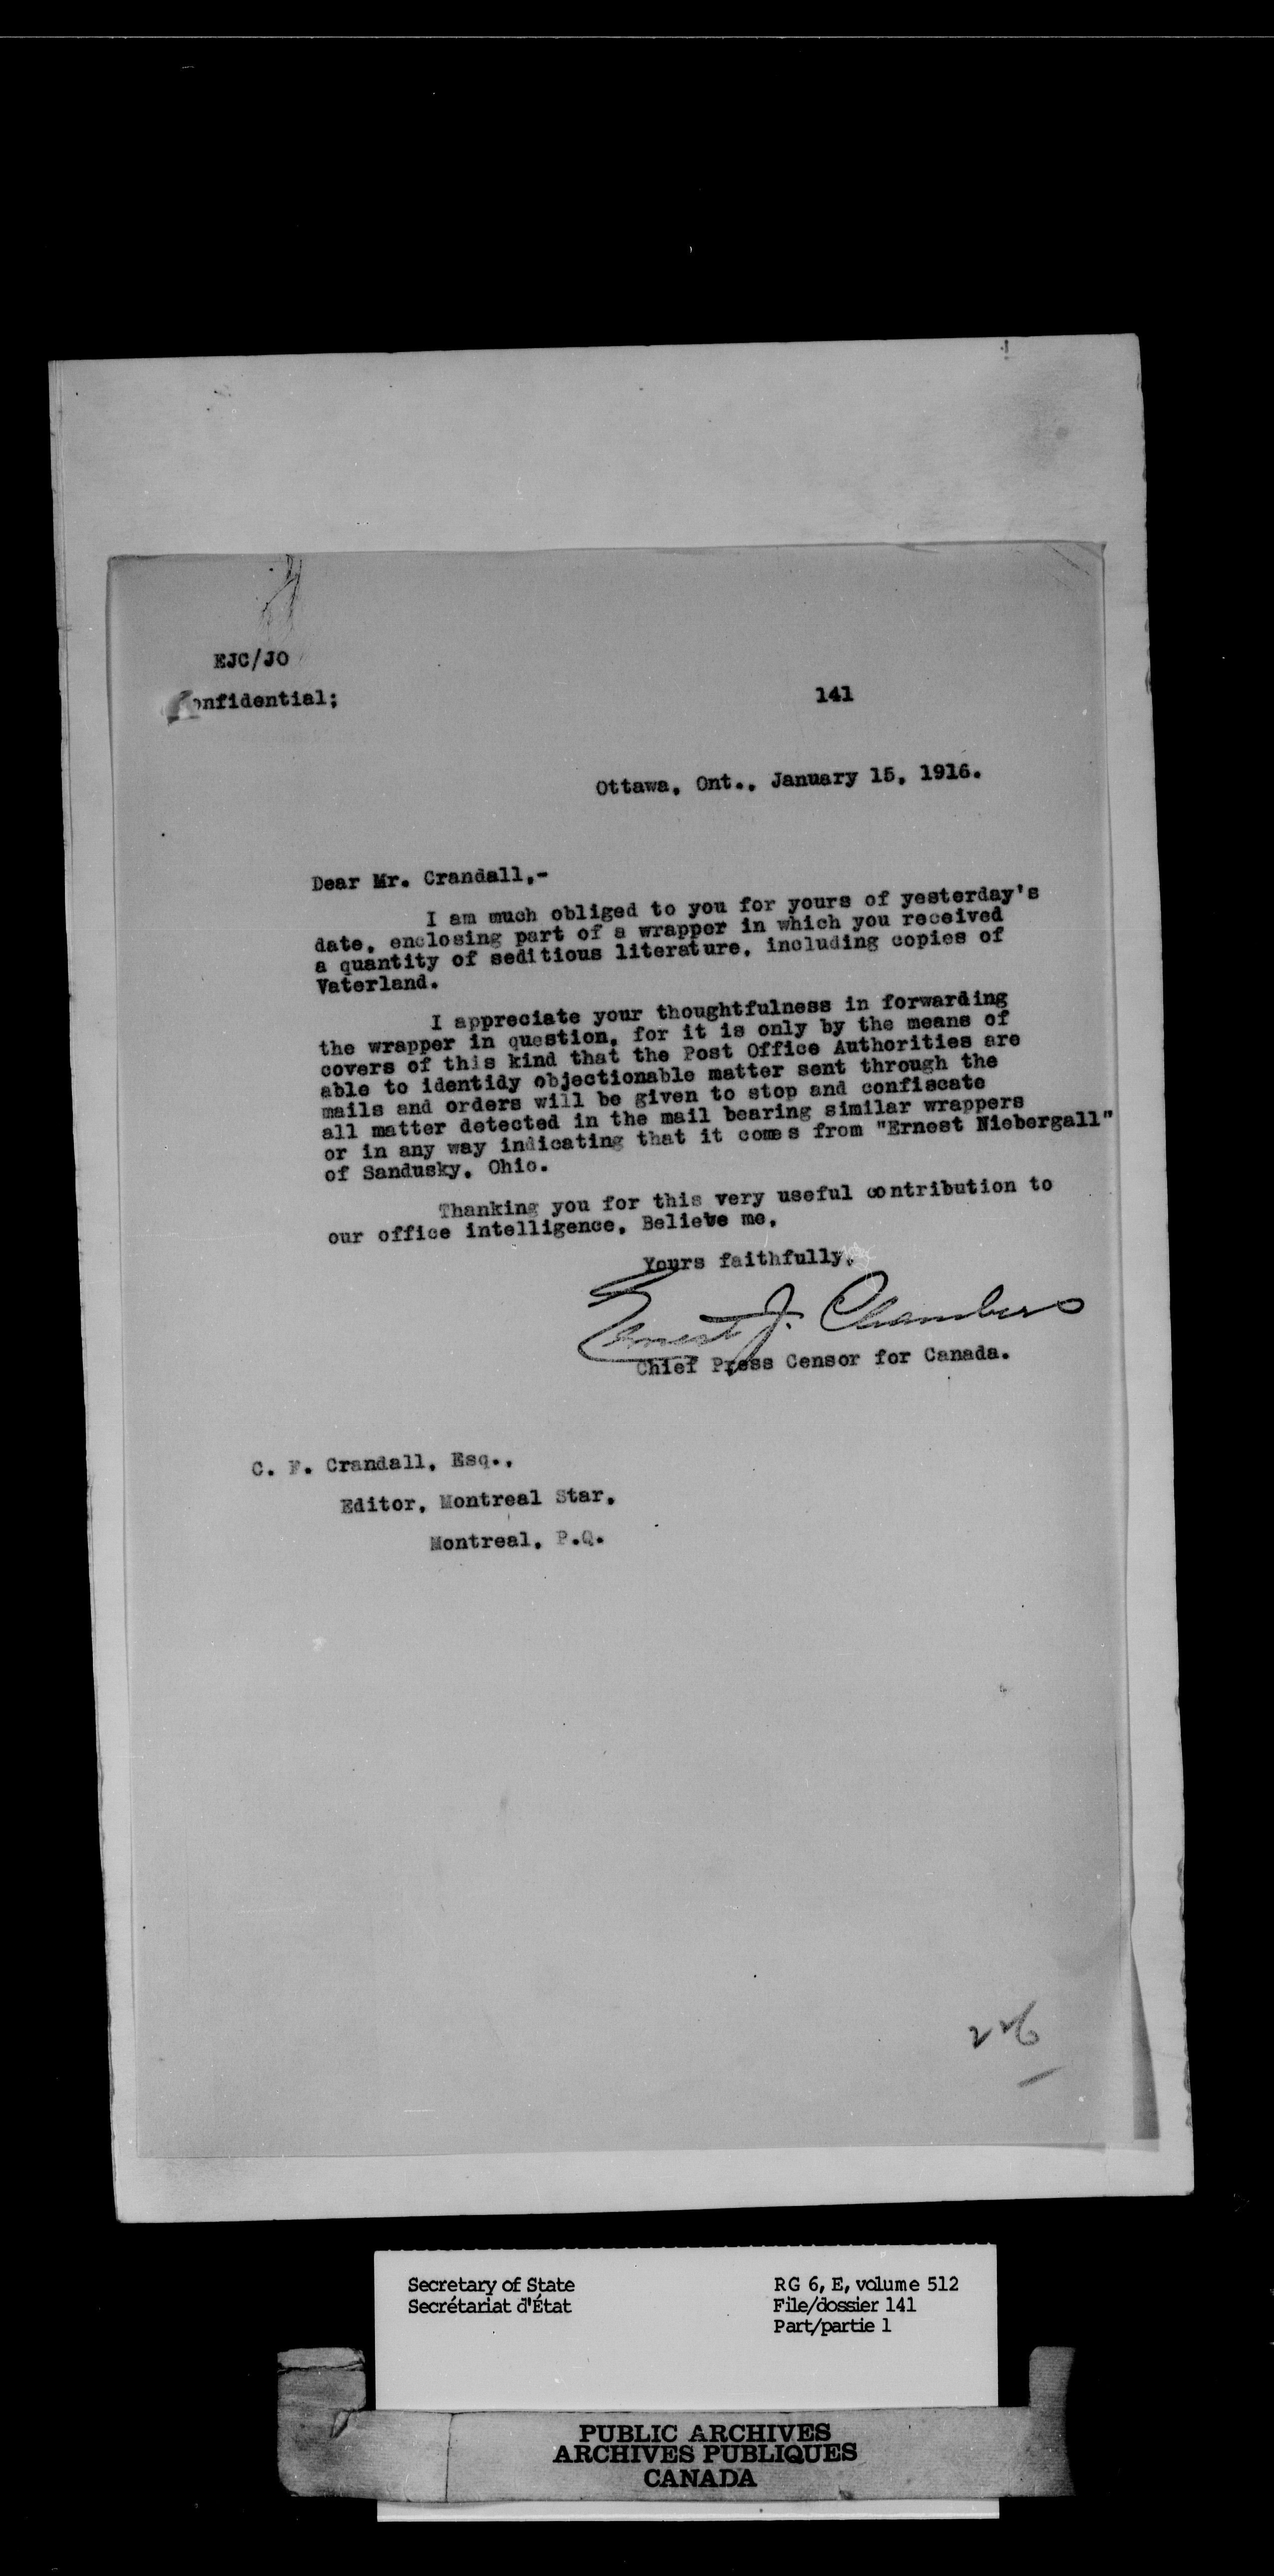 EJC/JO
onfidential;
141
Ottawa, Ont., January 15, 1916.
Dear Mr. Crandall,-
I am much obliged to you for yours of yesterday's
date, enclosing part of a wrapper in which you received
a quantity of seditious literature, including copies of
Vaterland.
I appreciate your thoughtfulness in forwarding
the wrapper in question, for it is only by the means of
covers of this kind that the Post Office Authorities are
able to identidy objectionable matter sent through the
mails and orders will be given to stop and confiscate
all matter detected in the mail bearing similar wrappers
or in any way indicating that it comes from "Ernest Niebergall"
of Sandusky, Ohio.
Thanking you for this very useful contribution to
our office intelligence, Believe me,
Yours faithfully,
Ernest J. Chambers
Chief Press Censor for Canada.
C. F. Crandall, Esq.,
Editor, Montreal Star,
Montreal, P.Q.
226
Secretary of State
Secrétariat d'État
RG 6, E, volume 512
File/dossier 141
Part/partie 1
PUBLIC ARCHIVES
ARCHIVES PUBLIQUES
CANADA